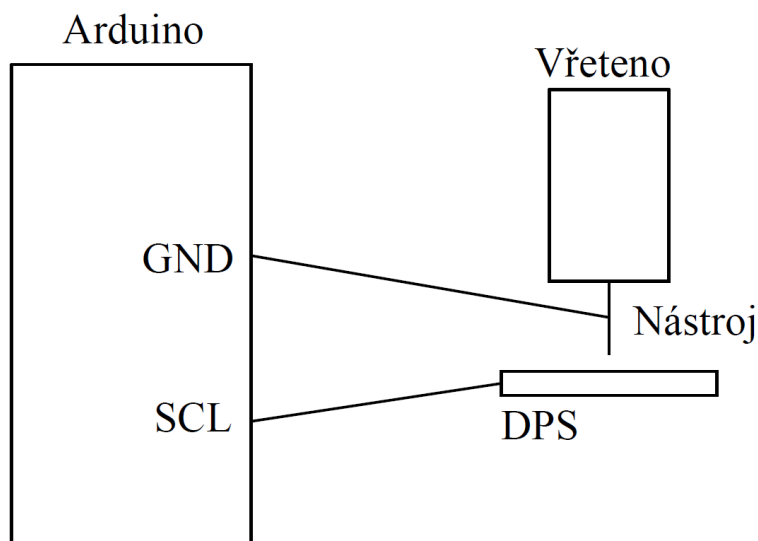 Arduino
Vřeteno
GND
Nástroj
SCL
DPS